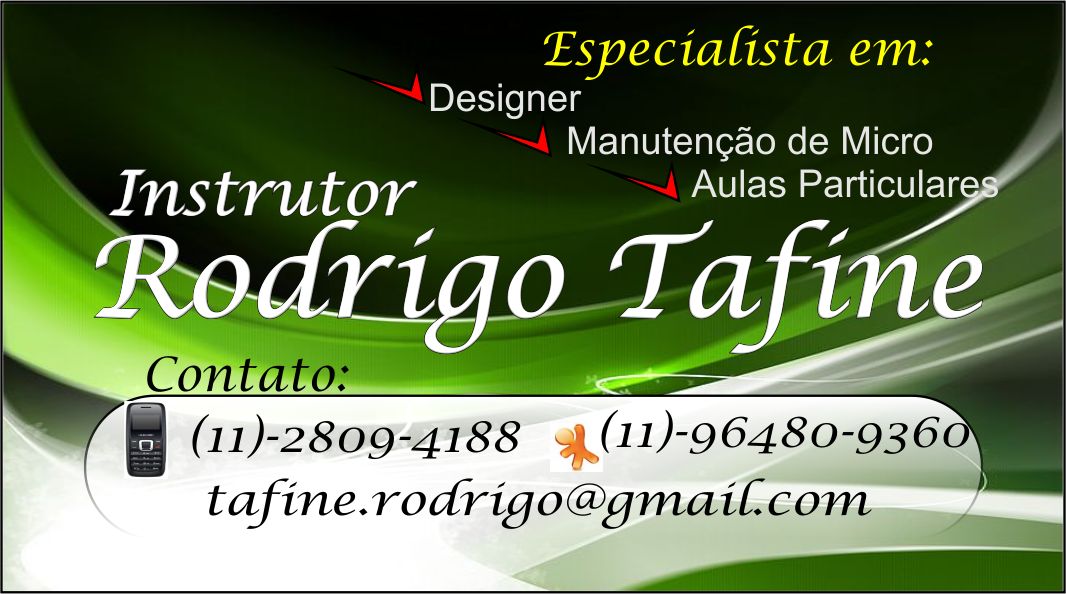 Especialista em:
Designer
Manutenção de Micro
Aulas Particulares
Instrutor
Rodrigo Tafine
Contato:
(11)-2809-4188 (11)-96480-9360
tafine.rodrigo@gmail.com